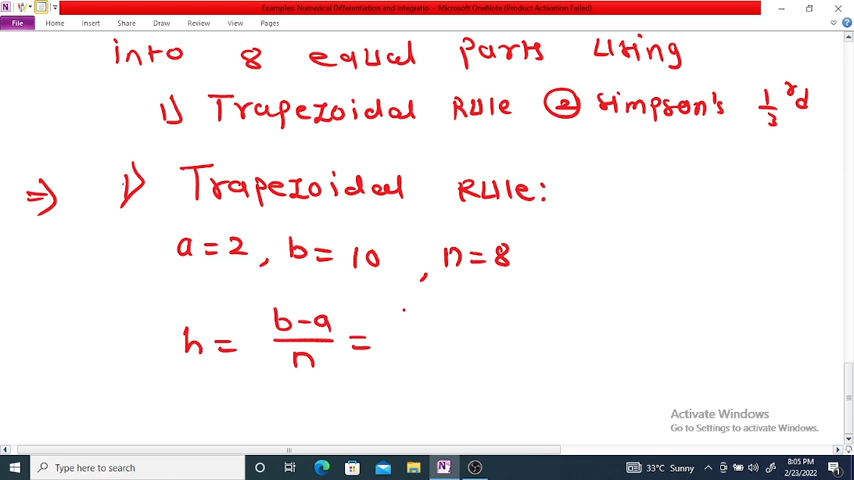 Examples: Numerical Differentiation and Integratio - Microsoft OneNote (Product Activation Failed)
File Home Insert Share Draw Review View Pages
into 8 equal parts using
1) Trapezoidal Rule ② simpson's 1/3 rd
⇒ 1) Trapezoidal Rule:
a = 2, b = 10, n = 8
h = b-a/n =
Activate Windows
Go to Settings to activate Windows.
Type here to search
33°C Sunny
8:05 PM
2/23/2022